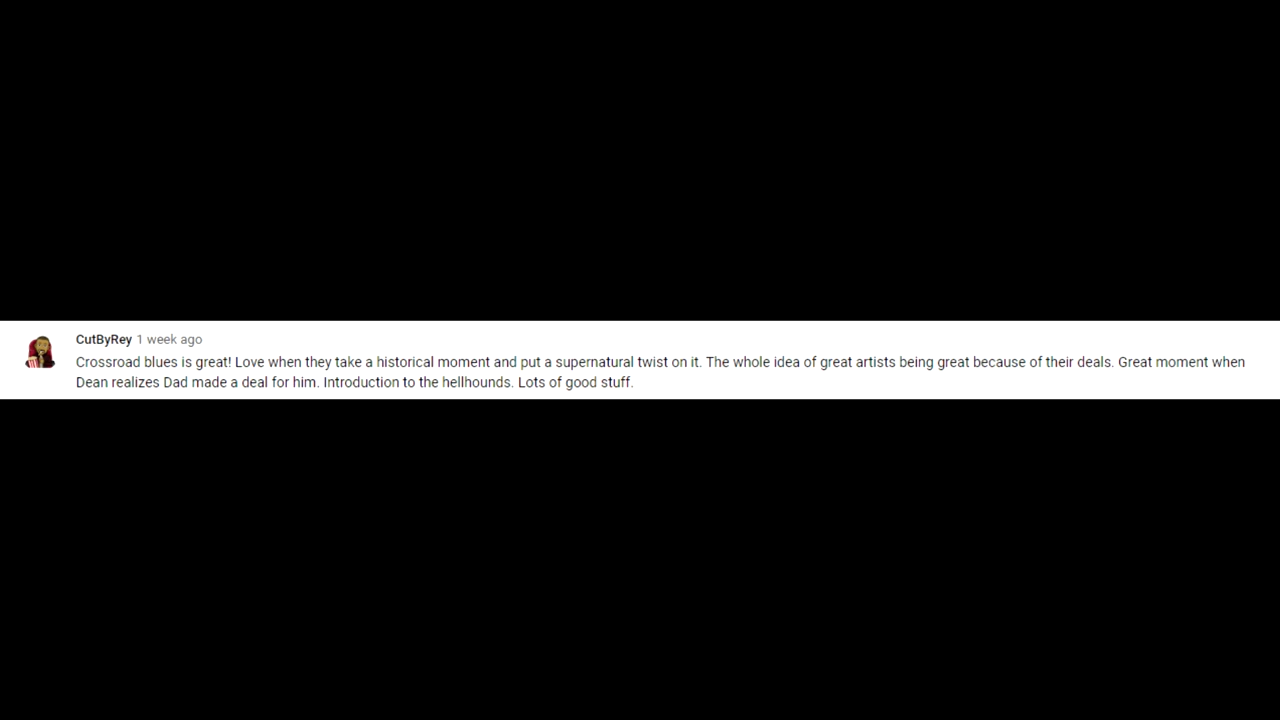 CutByRey 1 week ago
Crossroad blues is great! Love when they take a historical moment and put a supernatural twist on it. The whole idea of great artists being great because of their deals. Great moment when
Dean realizes Dad made a deal for him. Introduction to the hellhounds. Lots of good stuff.